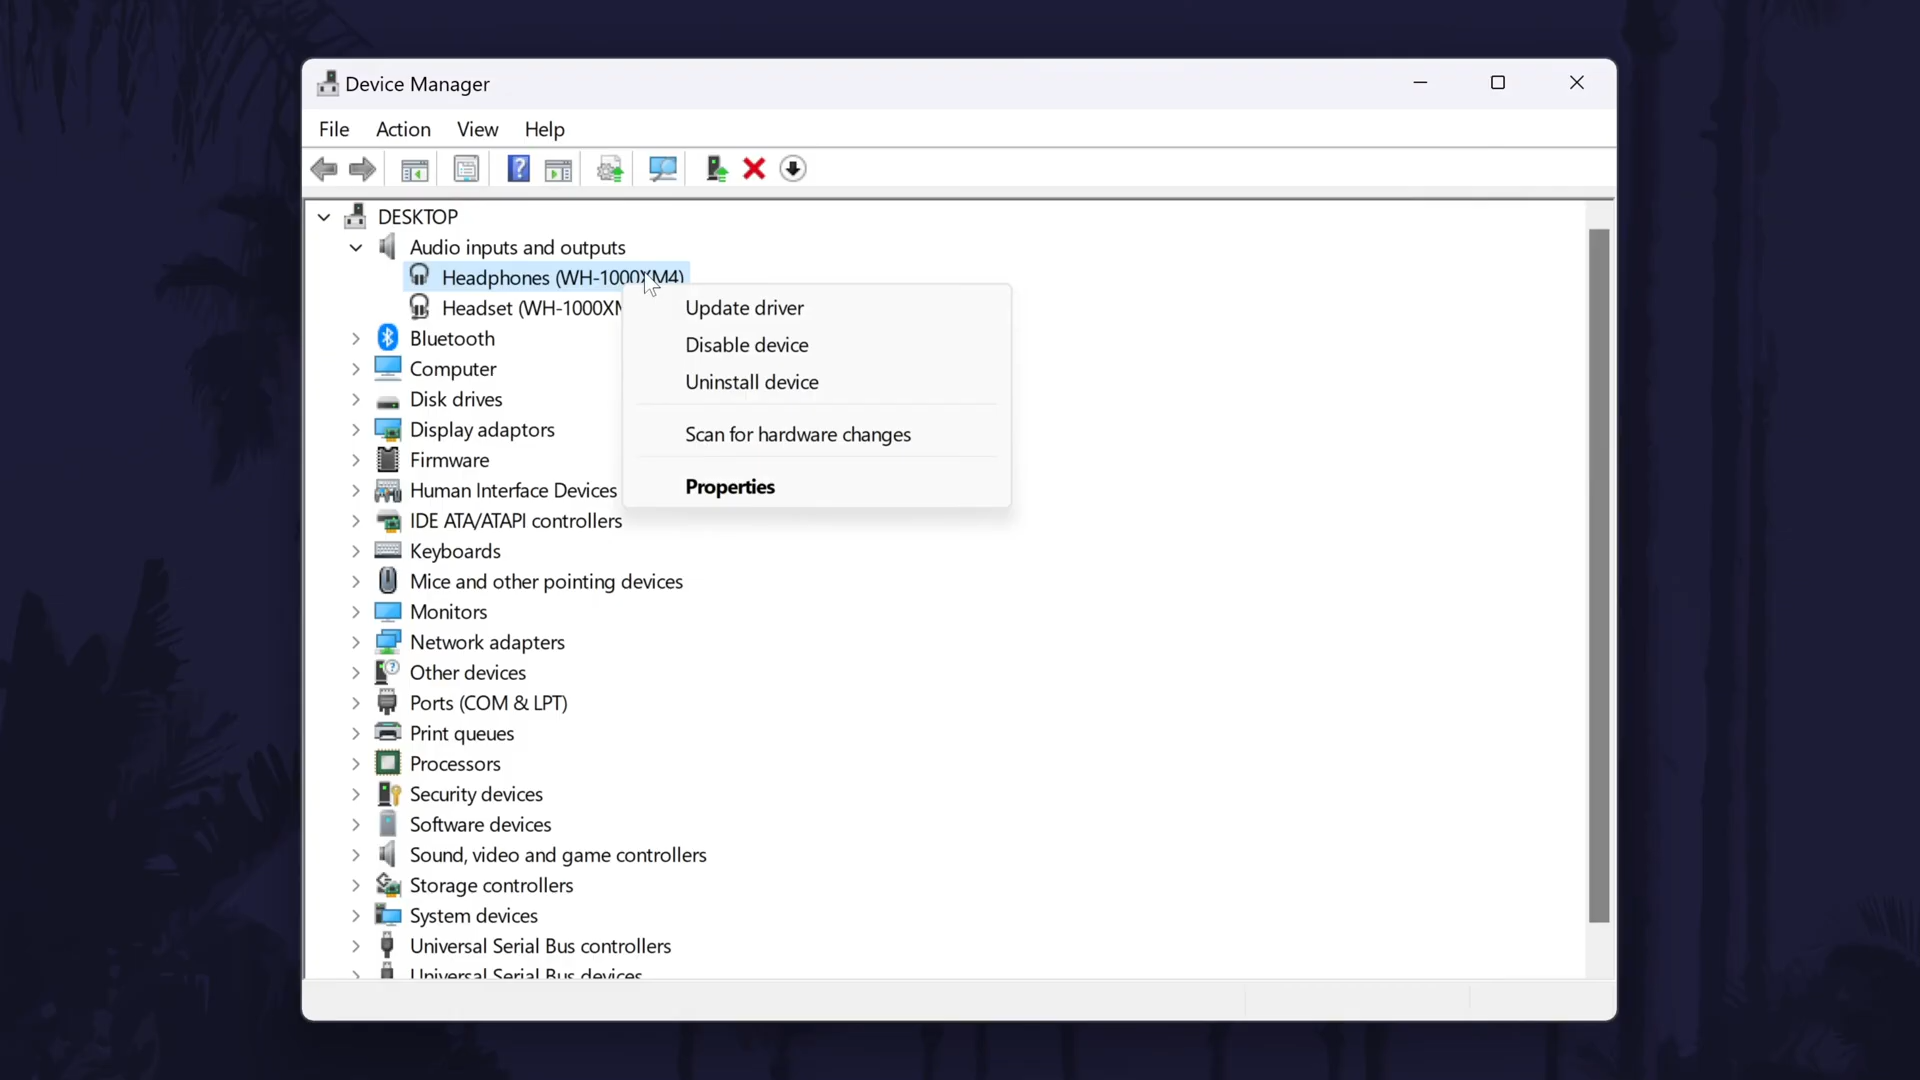 Device Manager
File Action View Help
DESKTOP
Audio inputs and outputs
Headphones (WH-1000XM4)
Headset (WH-1000XM
Update driver
Disable device
Uninstall device
Scan for hardware changes
Properties
Bluetooth
Computer
Disk drives
Display adaptors
Firmware
Human Interface Devices
IDE ATA/ATAPI controllers
Keyboards
Mice and other pointing devices
Monitors
Network adapters
Other devices
Ports (COM & LPT)
Print queues
Processors
Security devices
Software devices
Sound, video and game controllers
Storage controllers
System devices
Universal Serial Bus controllers
Universal Serial Bus devices